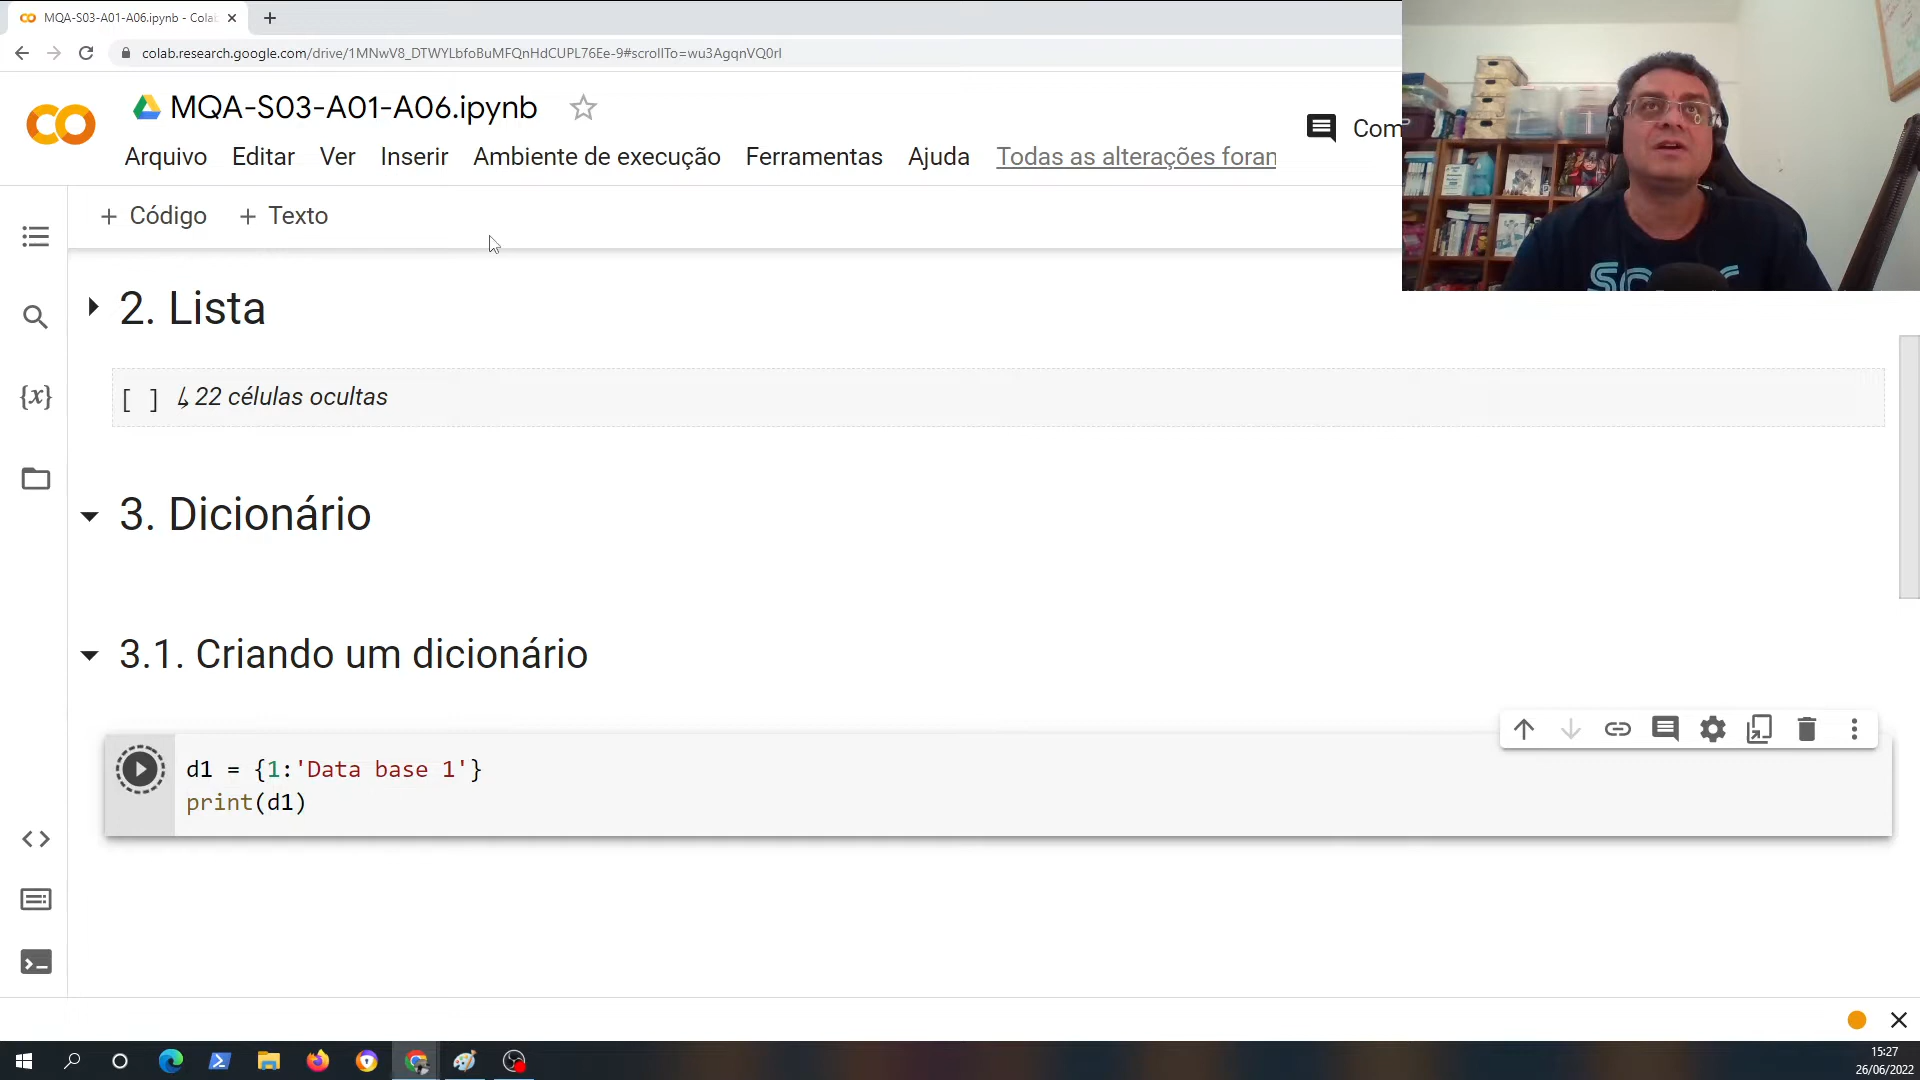 MQA-S03-A01-A06.ipynb - Colab
colab.research.google.com/drive/1MNwV8_DTWYLbfoBuMFQnHdCUPL76Ee-9#scrollTo=wu3AgqnVQ0rI
MQA-S03-A01-A06.ipynb
Com
Arquivo Editar Ver Inserir Ambiente de execução Ferramentas Ajuda Todas as alterações foram
+ Código + Texto
2. Lista
[ ] ↳ 22 células ocultas
{x}
3. Dicionário
3.1. Criando um dicionário
d1 = {1:'Data base 1'}
print(d1)
15:27
26/06/2022